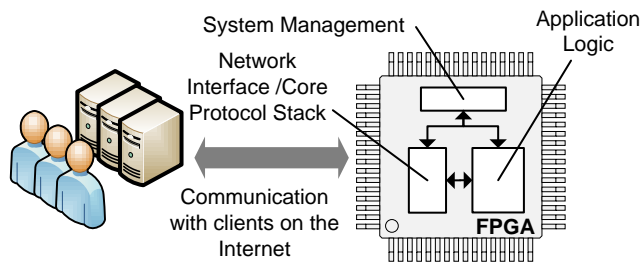 System Management
Application
Logic
Network
Interface /Core
Protocol Stack
Communication
with clients on the
Internet
FPGA